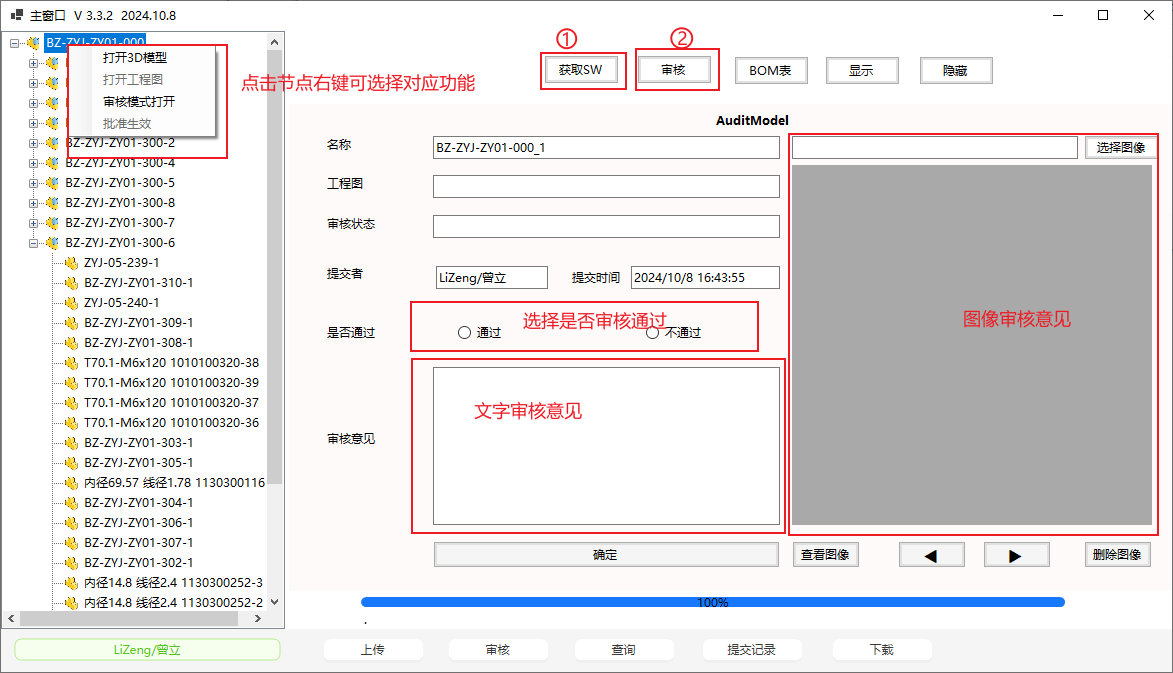 主窗口 V 3.3.2 2024.10.8
BZ-ZYJ-ZY01-000
打开3D模型
打开工程图
审核模式打开
批准生效
点击节点右键可选择对应功能
BZ-ZYJ-ZY01-300-2
BZ-ZYJ-ZY01-300-4
BZ-ZYJ-ZY01-300-5
BZ-ZYJ-ZY01-300-8
BZ-ZYJ-ZY01-300-7
BZ-ZYJ-ZY01-300-6
ZYJ-05-239-1
BZ-ZYJ-ZY01-310-1
ZYJ-05-240-1
BZ-ZYJ-ZY01-309-1
BZ-ZYJ-ZY01-308-1
T70.1-M6x120 1010100320-38
T70.1-M6x120 1010100320-39
T70.1-M6x120 1010100320-37
T70.1-M6x120 1010100320-36
BZ-ZYJ-ZY01-303-1
BZ-ZYJ-ZY01-305-1
内径69.57 线径1.78 1130300116
BZ-ZYJ-ZY01-304-1
BZ-ZYJ-ZY01-306-1
BZ-ZYJ-ZY01-307-1
BZ-ZYJ-ZY01-302-1
内径14.8 线径2.4 1130300252-3
内径14.8 线径2.4 1130300252-2
① ②
获取SW 审核 BOM表 显示 隐藏
AuditModel
名称 BZ-ZYJ-ZY01-000_1 选择图像
工程图
审核状态
提交者 LiZeng/曾立 提交时间 2024/10/8 16:43:55
选择是否审核通过
是否通过 通过 不通过
图像审核意见
文字审核意见
审核意见
确定 查看图像 ◀ ▶ 删除图像
100%
.
LiZeng/曾立 上传 审核 查询 提交记录 下载